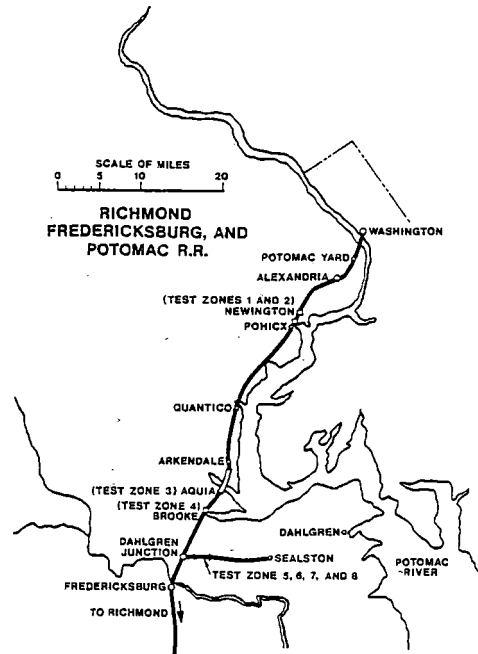 SCALE OF MILES
0 10 20
RICHMOND
FREDERICKSBURG, AND
POTOMAC R.R.
WASHINGTON
POTOMAC YARD
ALEXANDRIA
(TEST ZONES 1 AND 2)
NEWINGTON
POHICK
QUANTICO
ARKENDALE
(TEST ZONE 3) AQUIA
(TEST ZONE 4)
BROOKE
DAHLGREN
DAHLGREN
JUNCTION
SEALSTON
POTOMAC
RIVER
TEST ZONE 5, 6, 7, AND 8
FREDERICKSBURG
TO RICHMOND